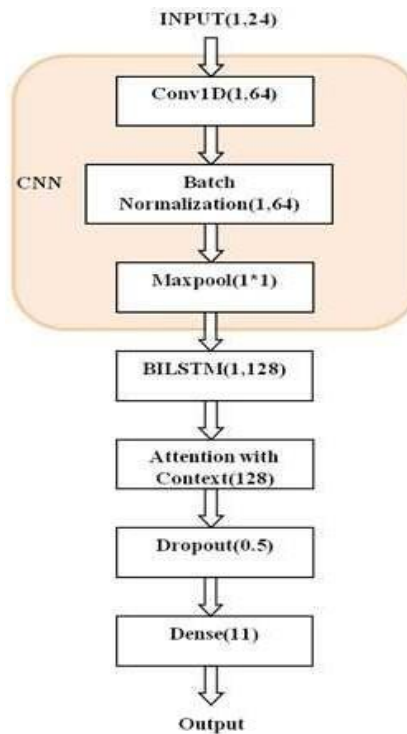 INPUT(1,24)
Conv1D(1,64)
CNN
Batch
Normalization(1,64)
Maxpool(1*1)
BILSTM(1,128)
Attention with
Context(128)
Dropout(0.5)
Dense(11)
Output